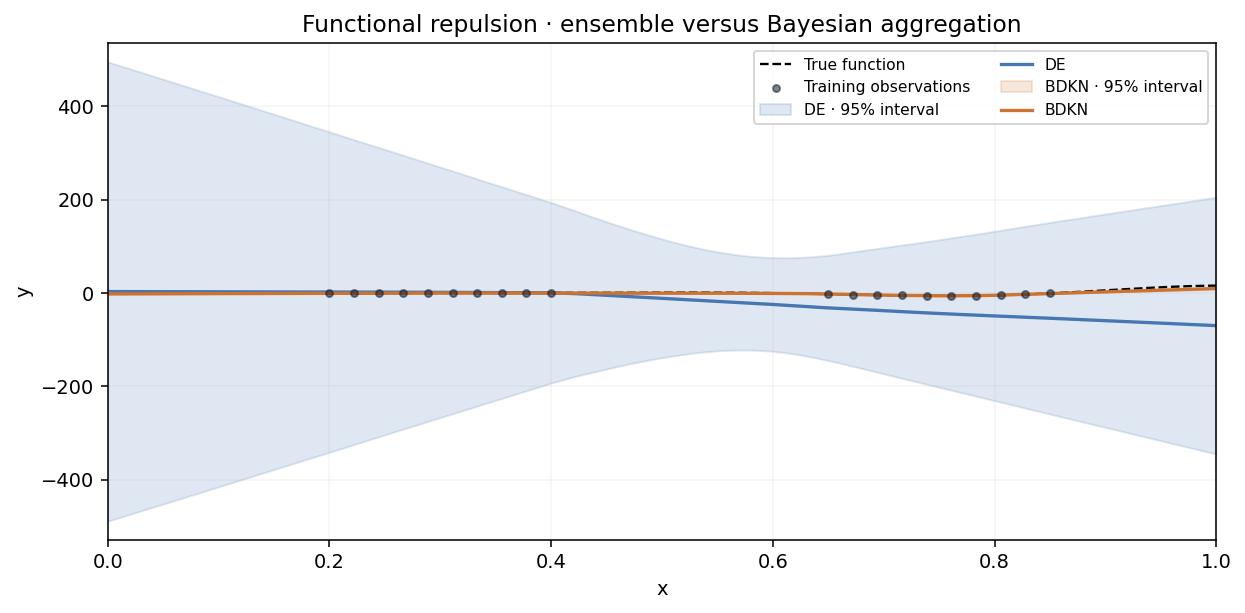 Functional repulsion · ensemble versus Bayesian aggregation
True function
Training observations
DE · 95% interval
DE
BDKN · 95% interval
BDKN
400
200
0
−200
−400
y
0.0 0.2 0.4 0.6 0.8 1.0
x